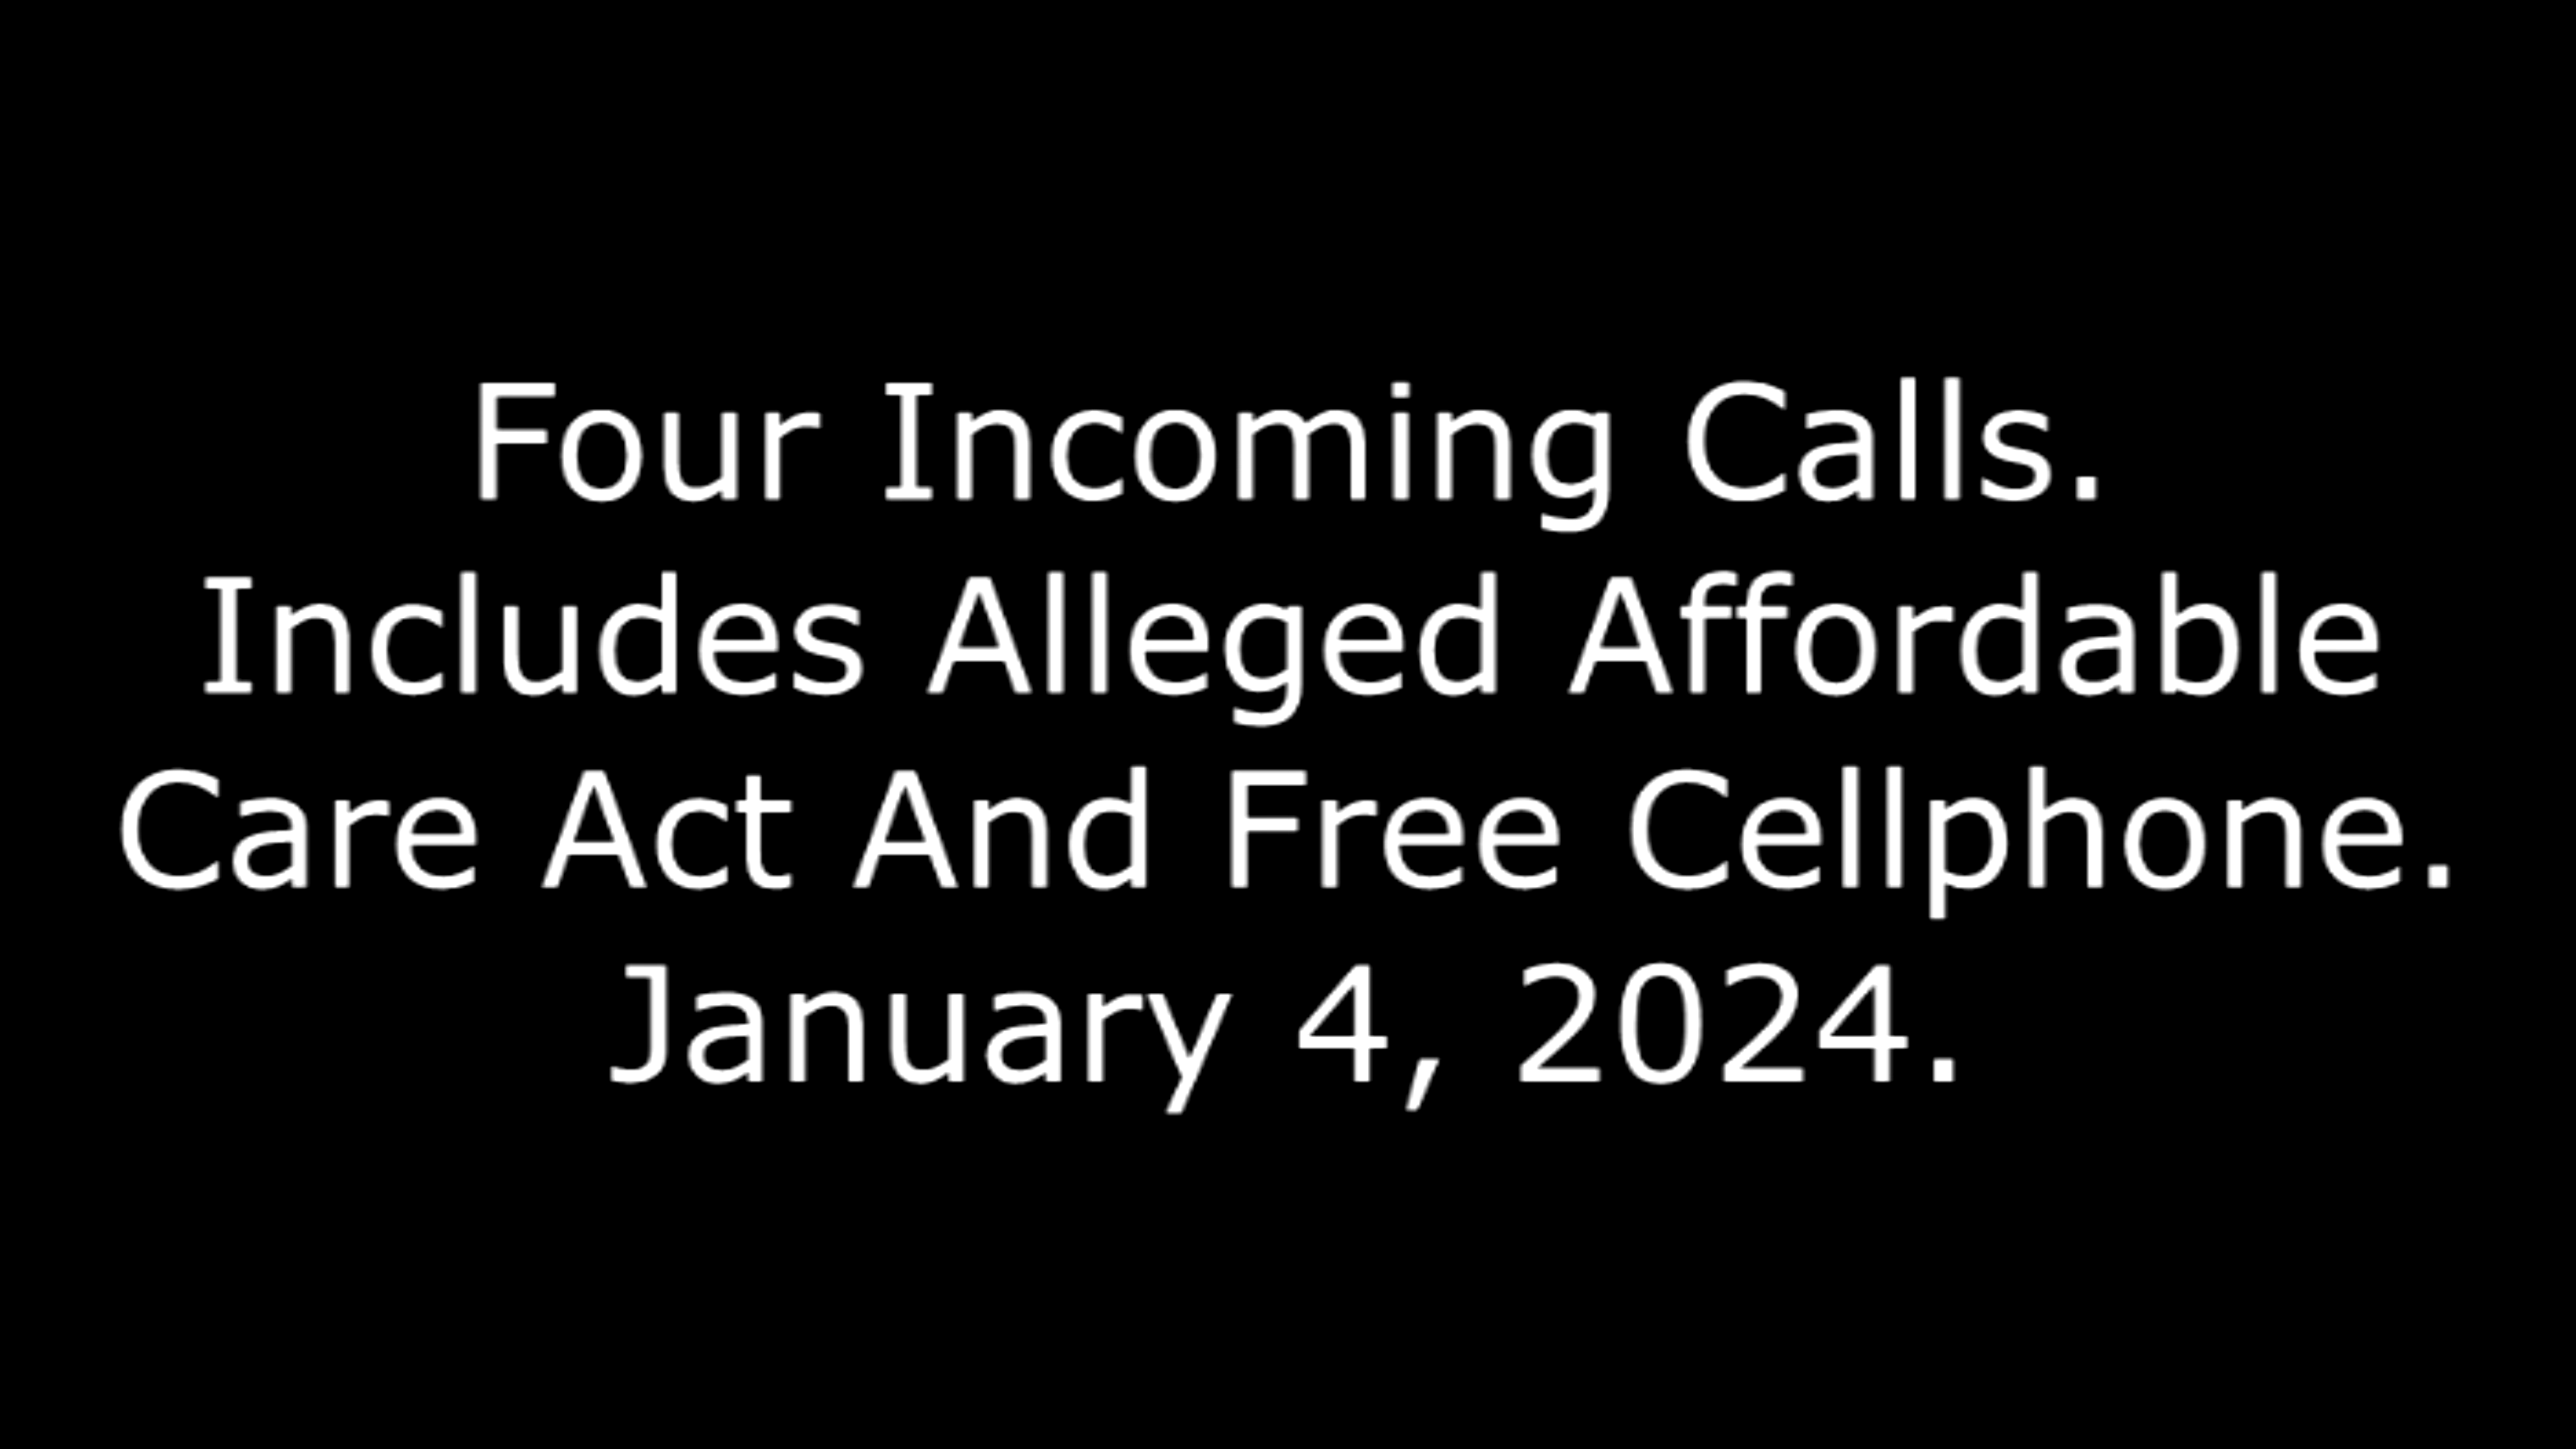 Four Incoming Calls.
Includes Alleged Affordable
Care Act And Free Cellphone.
January 4, 2024.